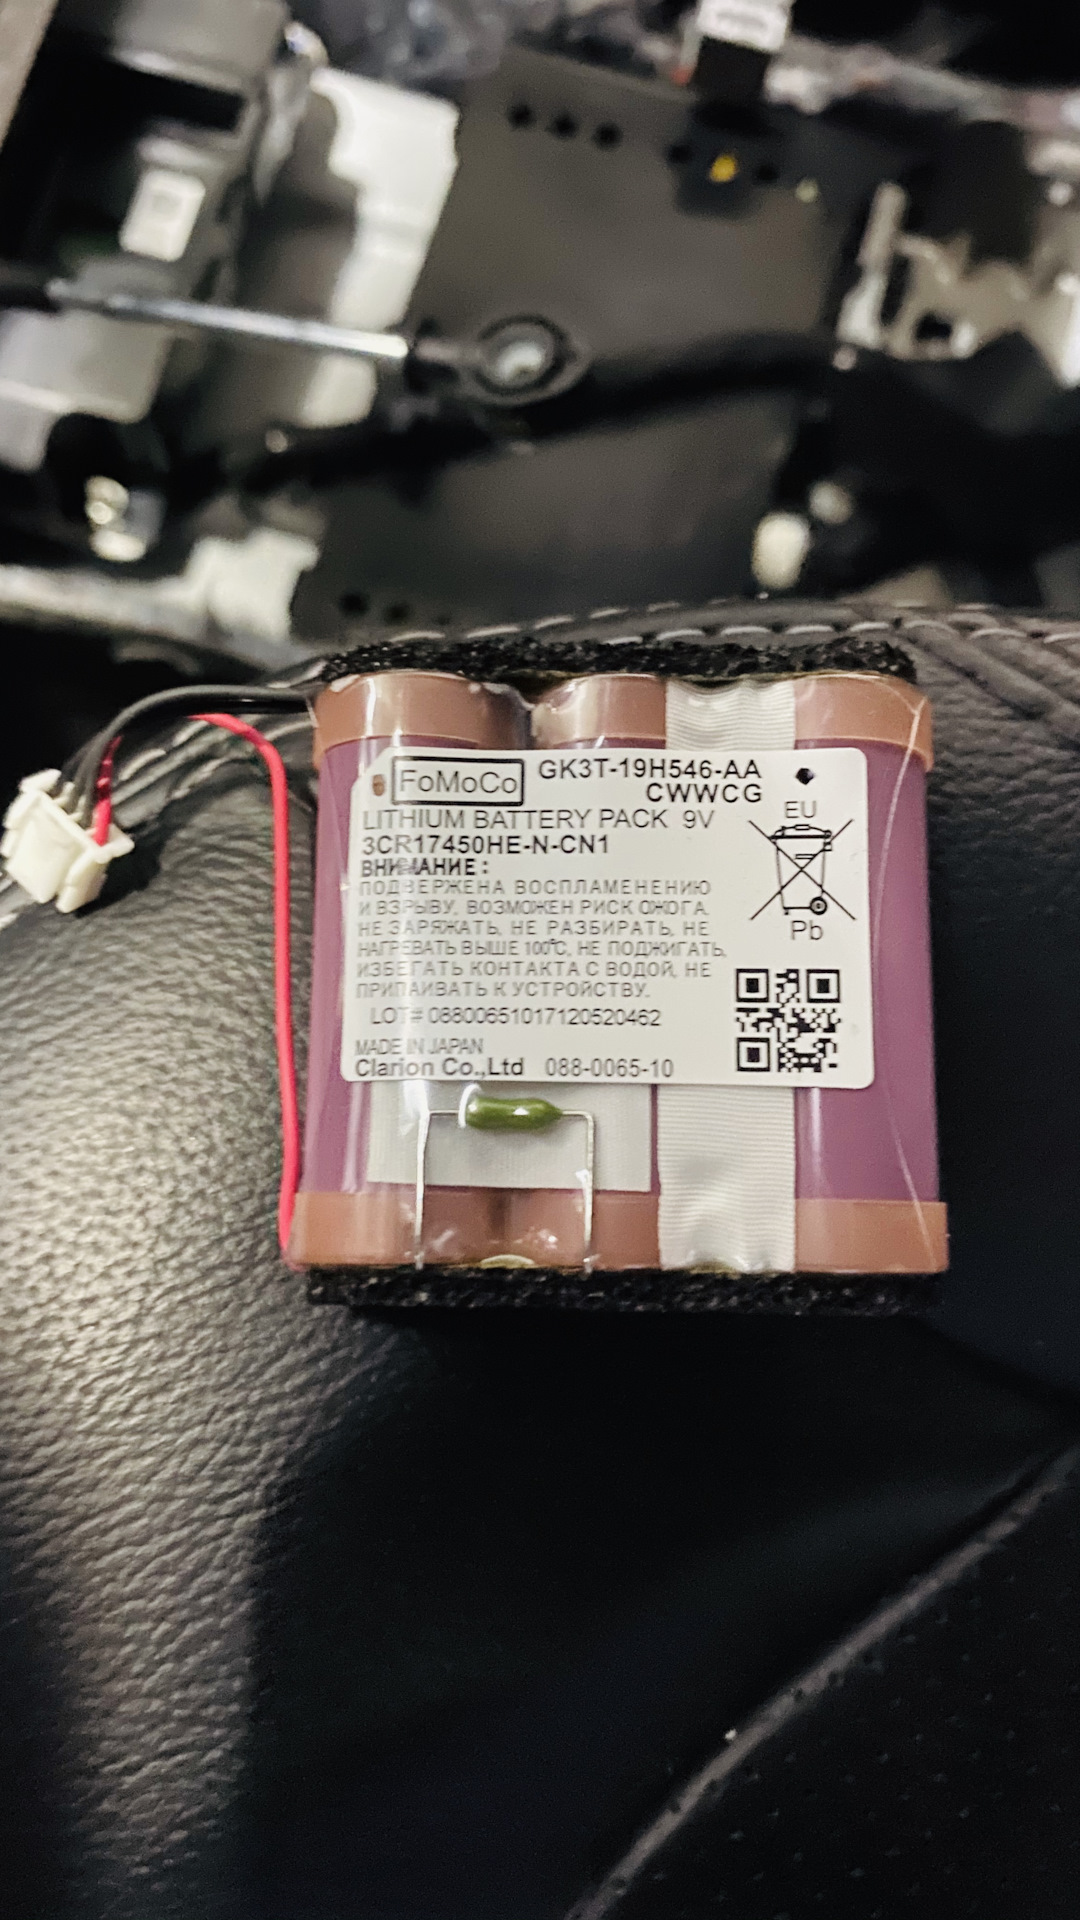 FoMoCo GK3T-19H546-AA
CWWCG
LITHIUM BATTERY PACK 9V
3CR17450HE-N-CN1
ВНИМАНИЕ:
ПОДВЕРЖЕНА ВОСПЛАМЕНЕНИЮ
И ВЗРЫВУ, ВОЗМОЖЕН РИСК ОЖОГА.
НЕ ЗАРЯЖАТЬ, НЕ РАЗБИРАТЬ, НЕ
НАГРЕВАТЬ ВЫШЕ 100°C, НЕ ПОДЖИГАТЬ,
ИЗБЕГАТЬ КОНТАКТА С ВОДОЙ, НЕ
ПРИПАИВАТЬ К УСТРОЙСТВУ.
LOT# 08800651017120520462
MADE IN JAPAN
Clarion Co.,Ltd 088-0065-10
EU
Pb